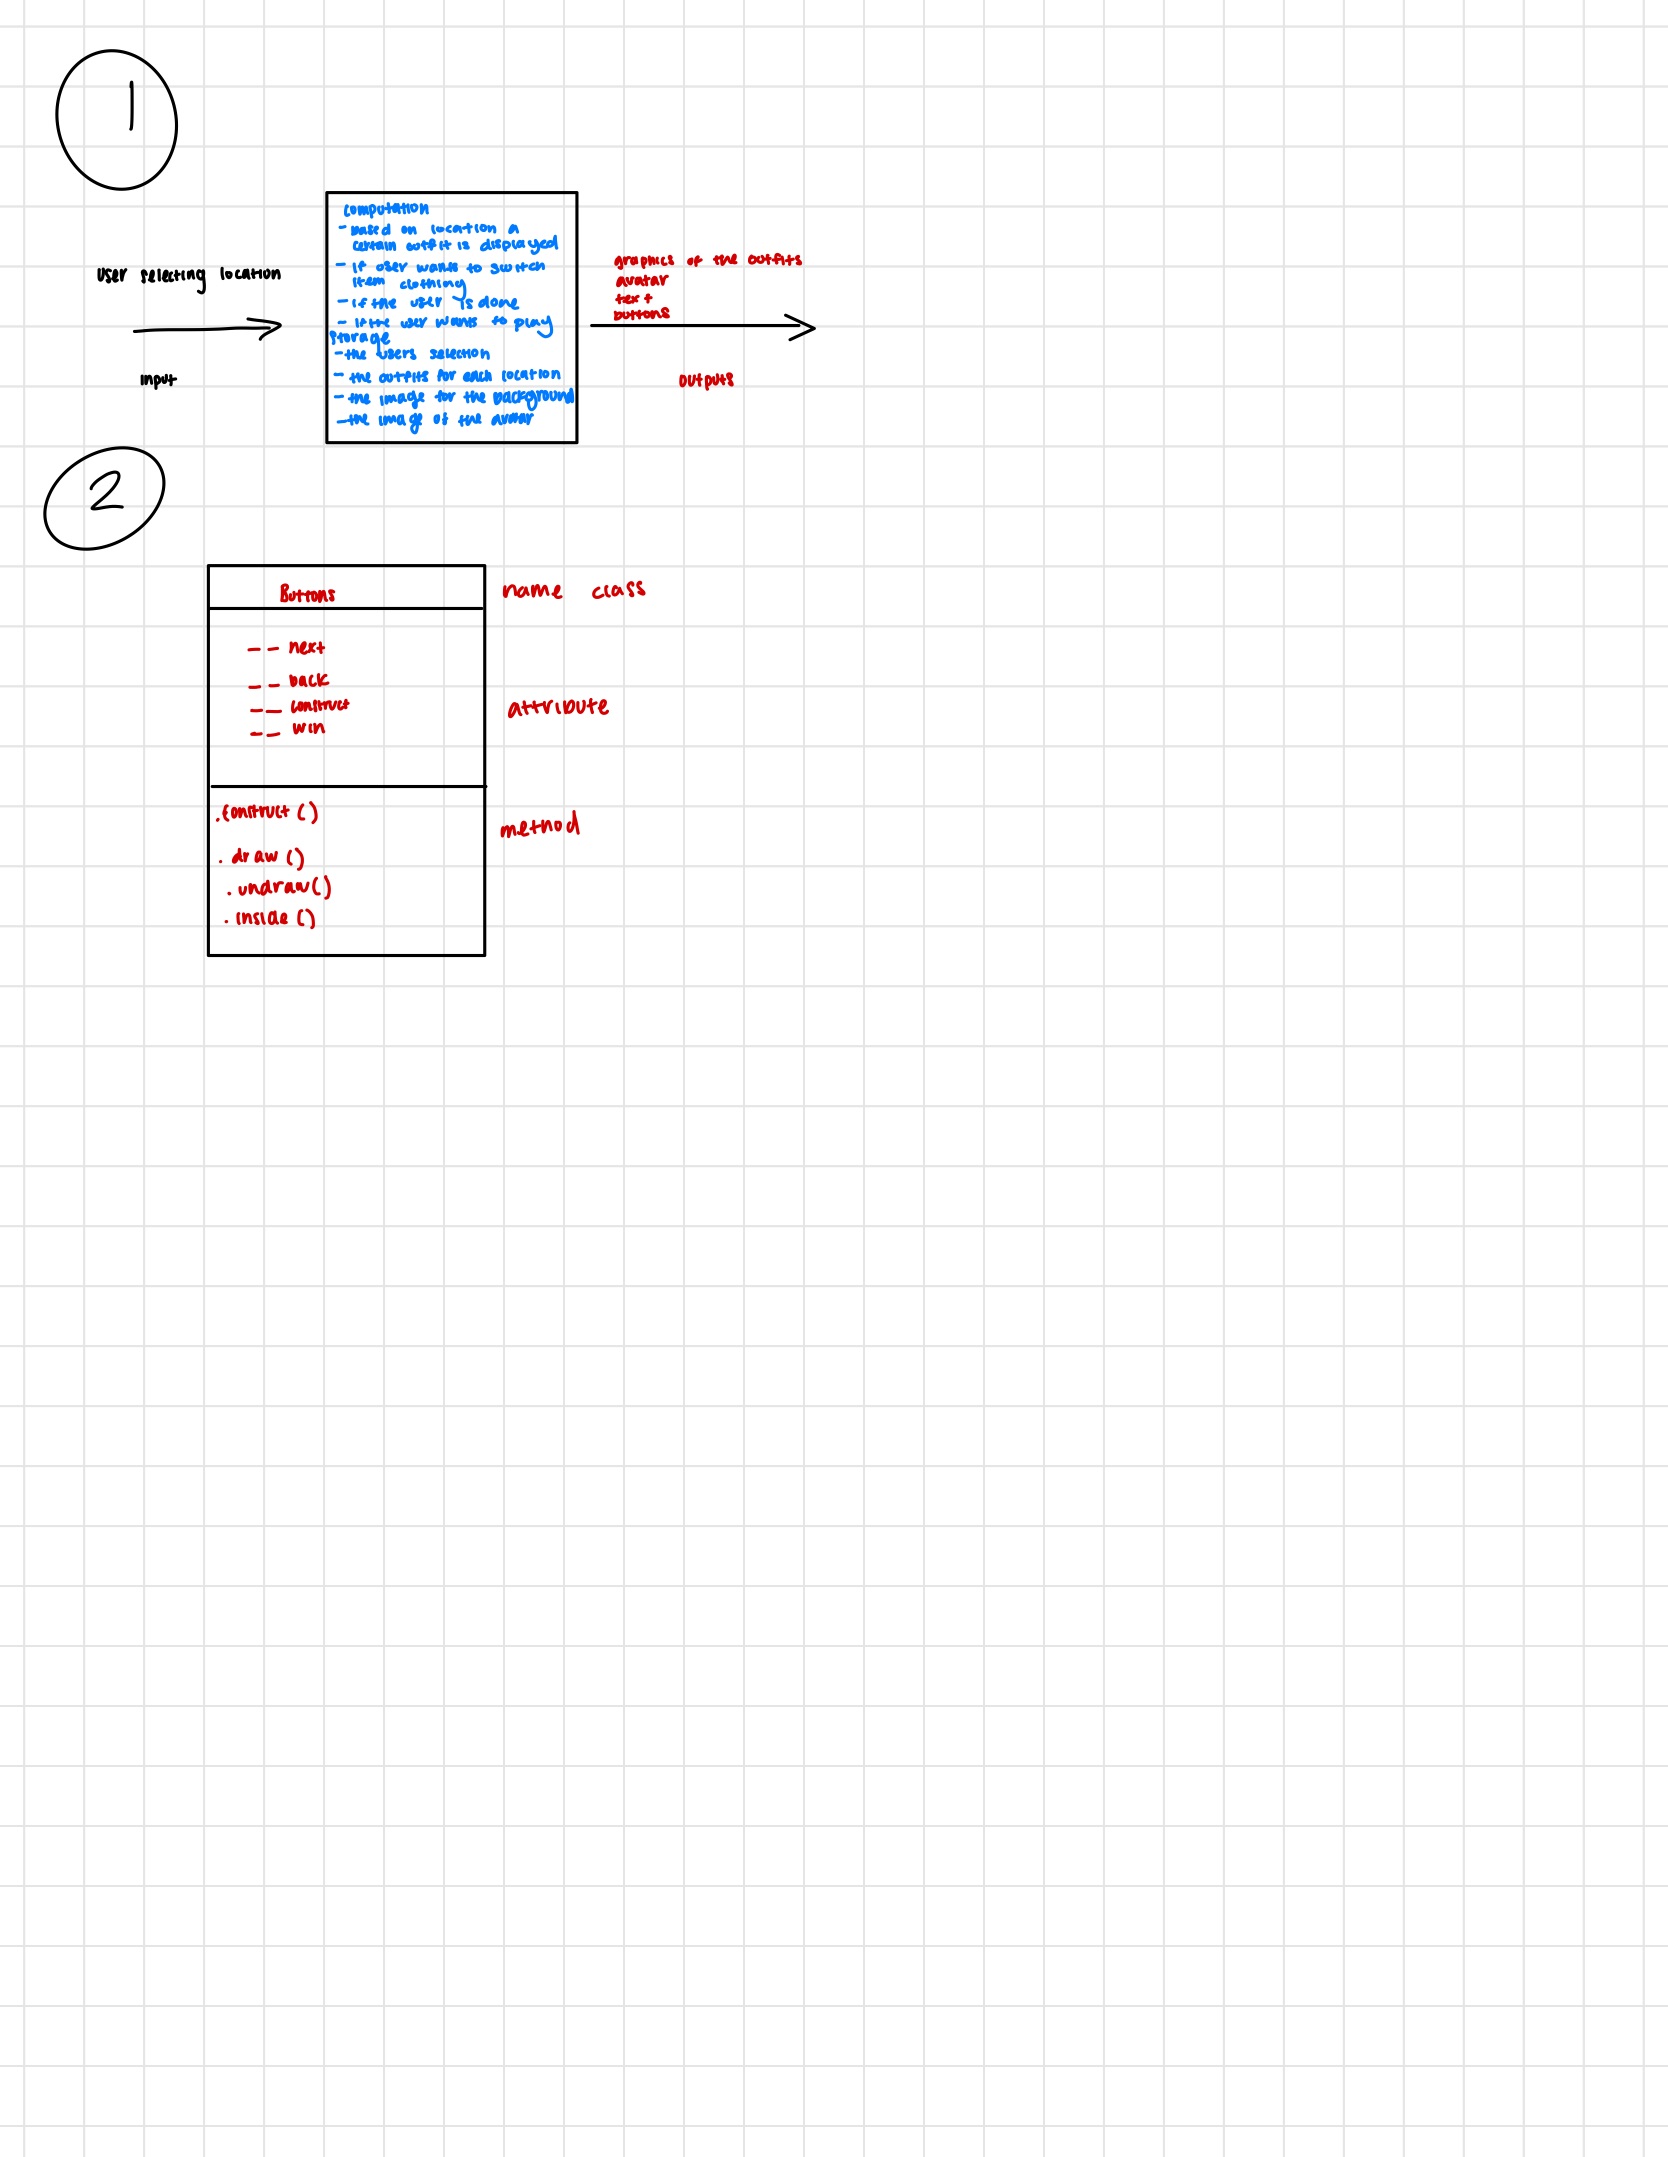 1
User selecting location
input
computation
- based on location a
certain outfit is displayed
- if user wants to switch
item clothing
- if the user is done
- if the user wants to play
storage
- the users selection
- the outfits for each location
- the image for the background
- the image of the avatar
graphics of the outfits
avatar
text
buttons
outputs
2
Buttons
name class
-- next
-- back
-- construct
-- win
attribute
.construct()
.draw()
.undraw()
.inside()
method